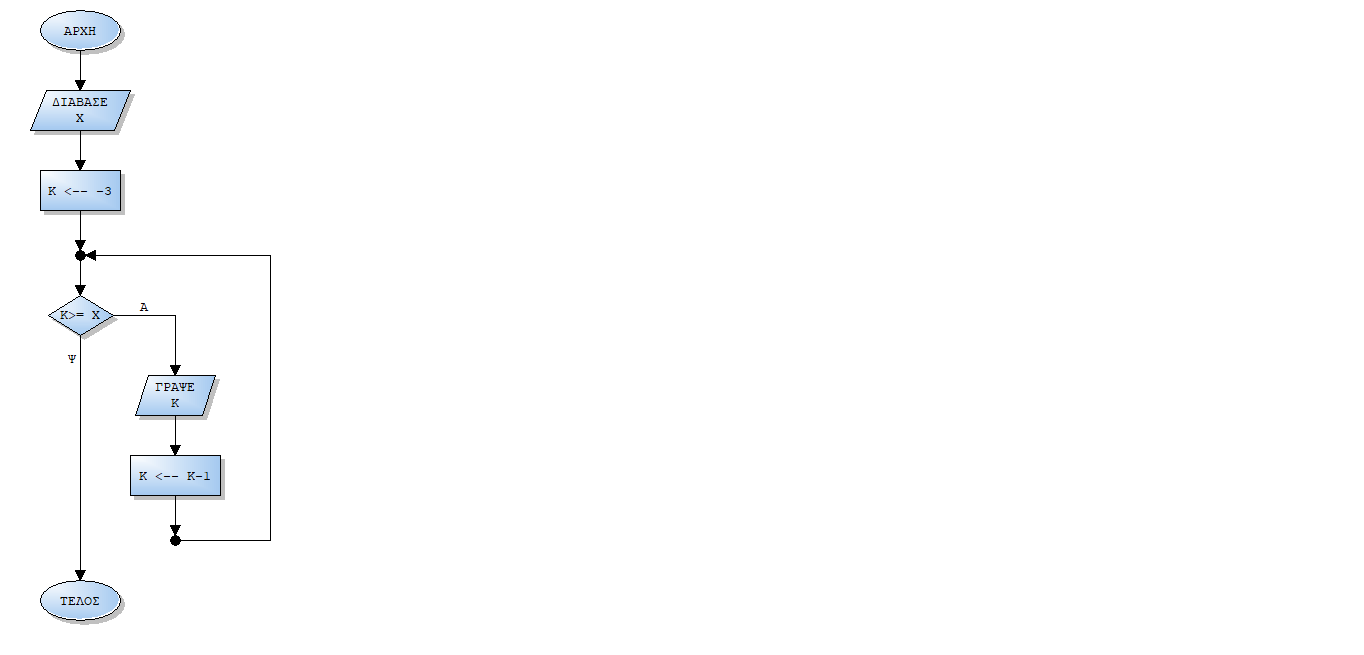 ΑΡΧΗ
ΔΙΑΒΑΣΕ
Χ
Κ <-- -3
Κ>= Χ
Α
Ψ
ΓΡΑΨΕ
Κ
Κ <-- Κ-1
ΤΕΛΟΣ